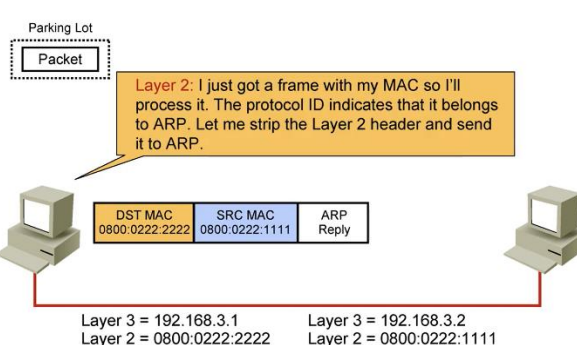 Parking Lot
Packet
Layer 2: I just got a frame with my MAC so I'll
process it. The protocol ID indicates that it belongs
to ARP. Let me strip the Layer 2 header and send
it to ARP.
DST MAC
0800:0222:2222
SRC MAC
0800:0222:1111
ARP
Reply
Layer 3 = 192.168.3.1
Layer 2 = 0800:0222:2222
Layer 3 = 192.168.3.2
Layer 2 = 0800:0222:1111